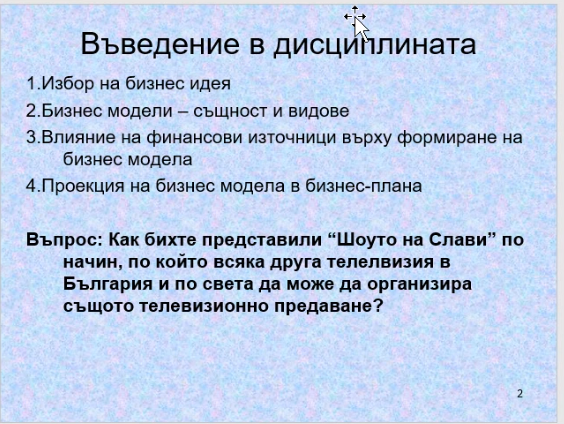 Въведение в дисциплината
1.Избор на бизнес идея
2.Бизнес модели – същност и видове
3.Влияние на финансови източници върху формиране на
бизнес модела
4.Проекция на бизнес модела в бизнес-плана
Въпрос: Как бихте представили “Шоуто на Слави” по
начин, по който всяка друга телелвизия в
България и по света да може да организира
същото телевизионно предаване?
2